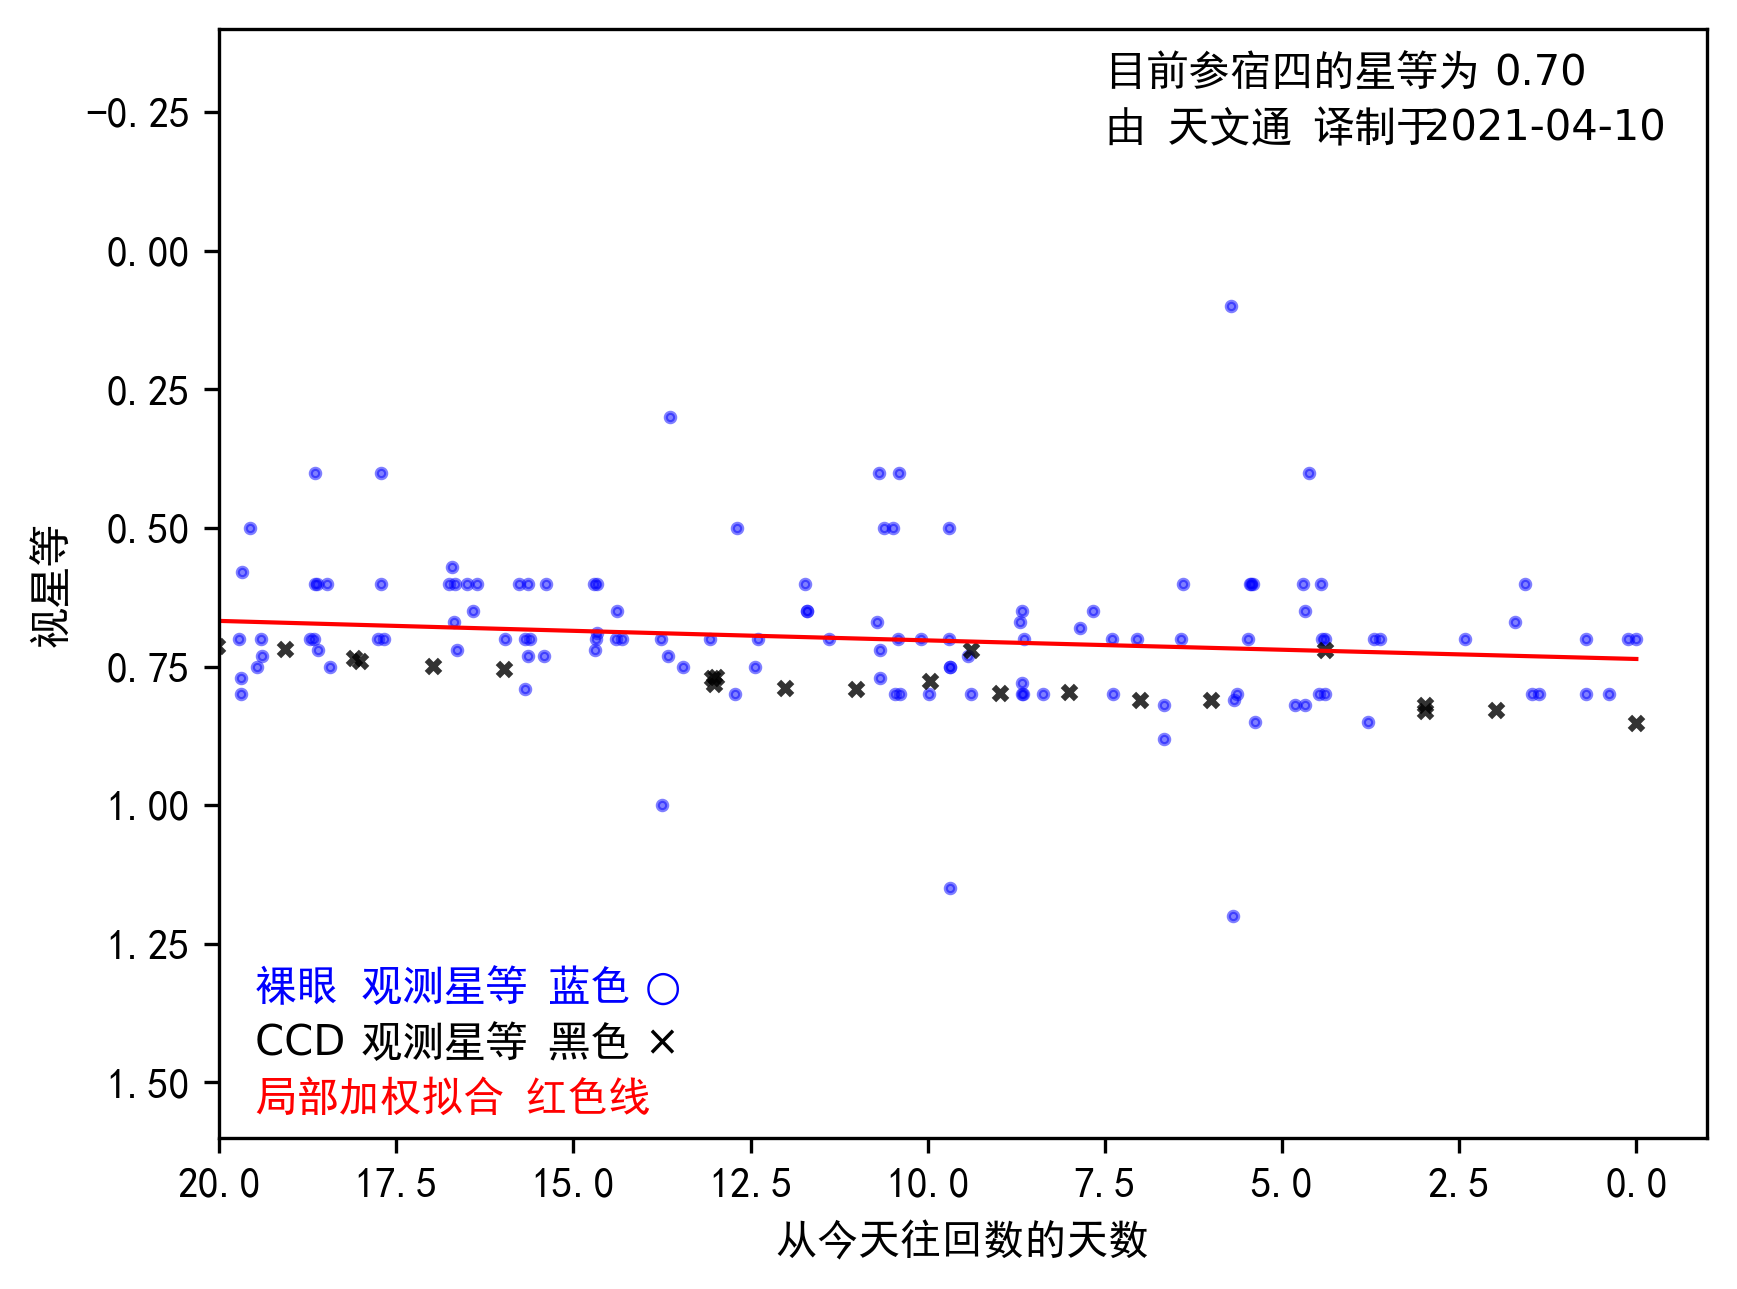 目前参宿四的星等为 0.70
由 天文通 译制于2021-04-10
−0.25
0.00
0.25
0.50
0.75
1.00
1.25
1.50
视星等
裸眼 观测星等 蓝色 ○
CCD 观测星等 黑色 ×
局部加权拟合 红色线
20.0 17.5 15.0 12.5 10.0 7.5 5.0 2.5 0.0
从今天往回数的天数